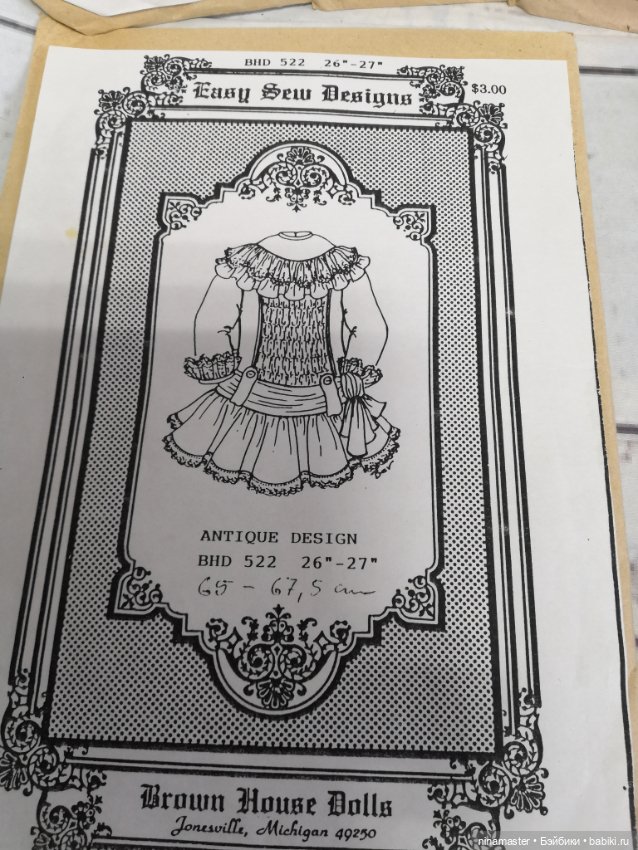 BHD 522 26"-27"
Easy Sew Designs
$3.00
ANTIQUE DESIGN
BHD 522 26"-27"
65 - 67,5 cm
Brown House Dolls
Jonesville, Michigan 49250
ninamaster • Бэйбики • babiki.ru